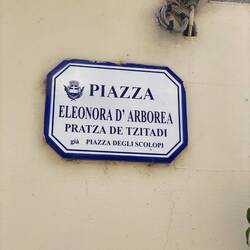 PIAZZA
ELEONORA D' ARBOREA
PRATZA DE TZITADI
già PIAZZA DEGLI SCOLOPI